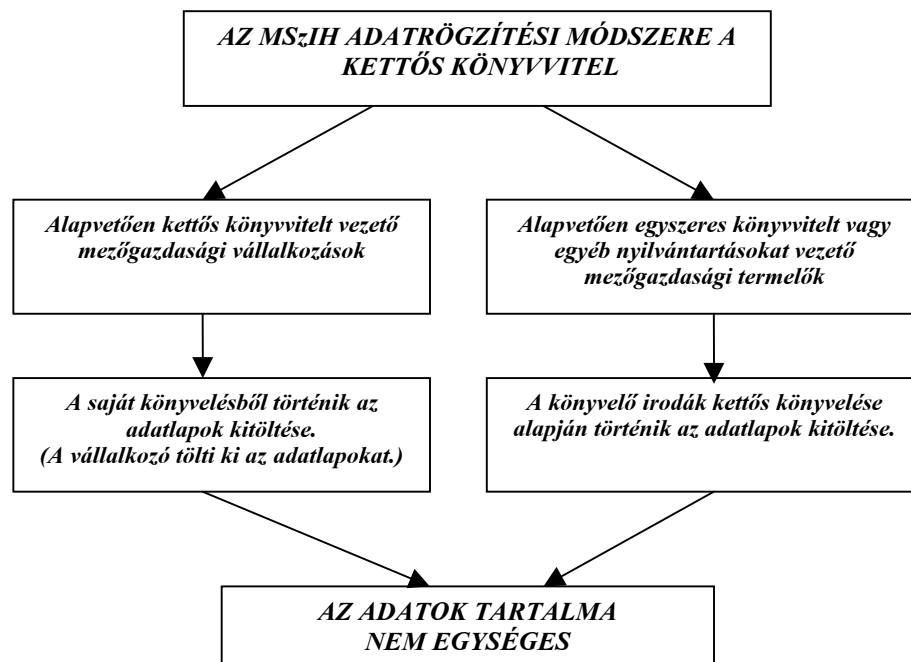 AZ MSzIH ADATRÖGZÍTÉSI MÓDSZERE A
KETTŐS KÖNYVVITEL
Alapvetően kettős könyvvitelt vezető
mezőgazdasági vállalkozások
Alapvetően egyszeres könyvvitelt vagy
egyéb nyilvántartásokat vezető
mezőgazdasági termelők
A saját könyvelésből történik az
adatlapok kitöltése.
(A vállalkozó tölti ki az adatlapokat.)
A könyvelő irodák kettős könyvelése
alapján történik az adatlapok kitöltése.
AZ ADATOK TARTALMA
NEM EGYSÉGES